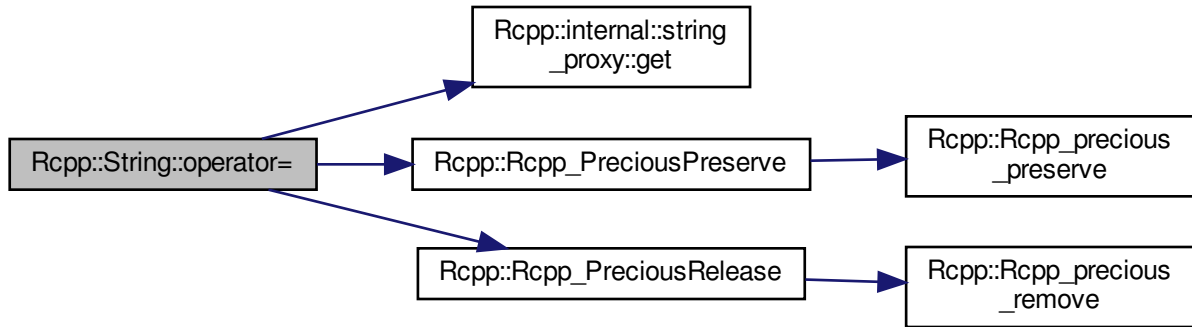 Rcpp::internal::string
_proxy::get
Rcpp::String::operator=
Rcpp::Rcpp_PreciousPreserve
Rcpp::Rcpp_precious
_preserve
Rcpp::Rcpp_PreciousRelease
Rcpp::Rcpp_precious
_remove